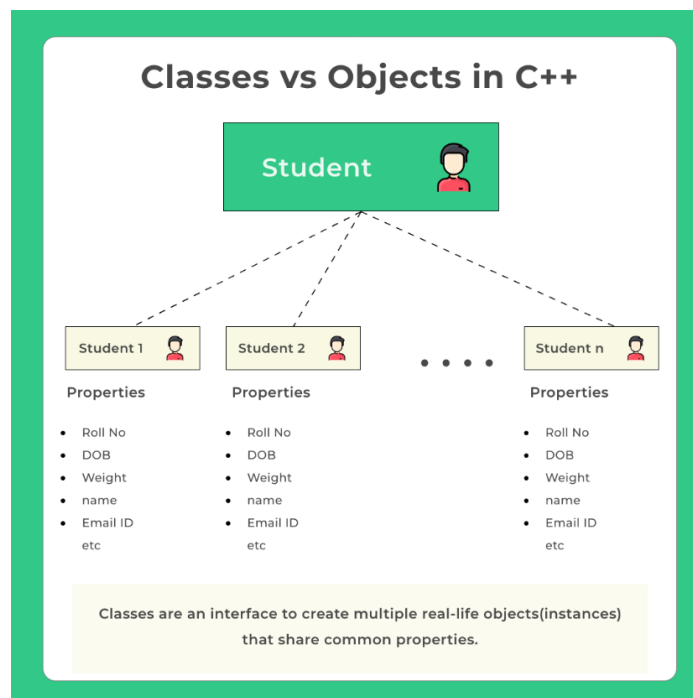 Classes vs Objects in C++
Student
Student 1
Student 2
Student n
Properties
Roll No
DOB
Weight
name
Email ID
etc
Properties
Roll No
DOB
Weight
name
Email ID
etc
Properties
Roll No
DOB
Weight
name
Email ID
etc
Classes are an interface to create multiple real-life objects(instances)
that share common properties.